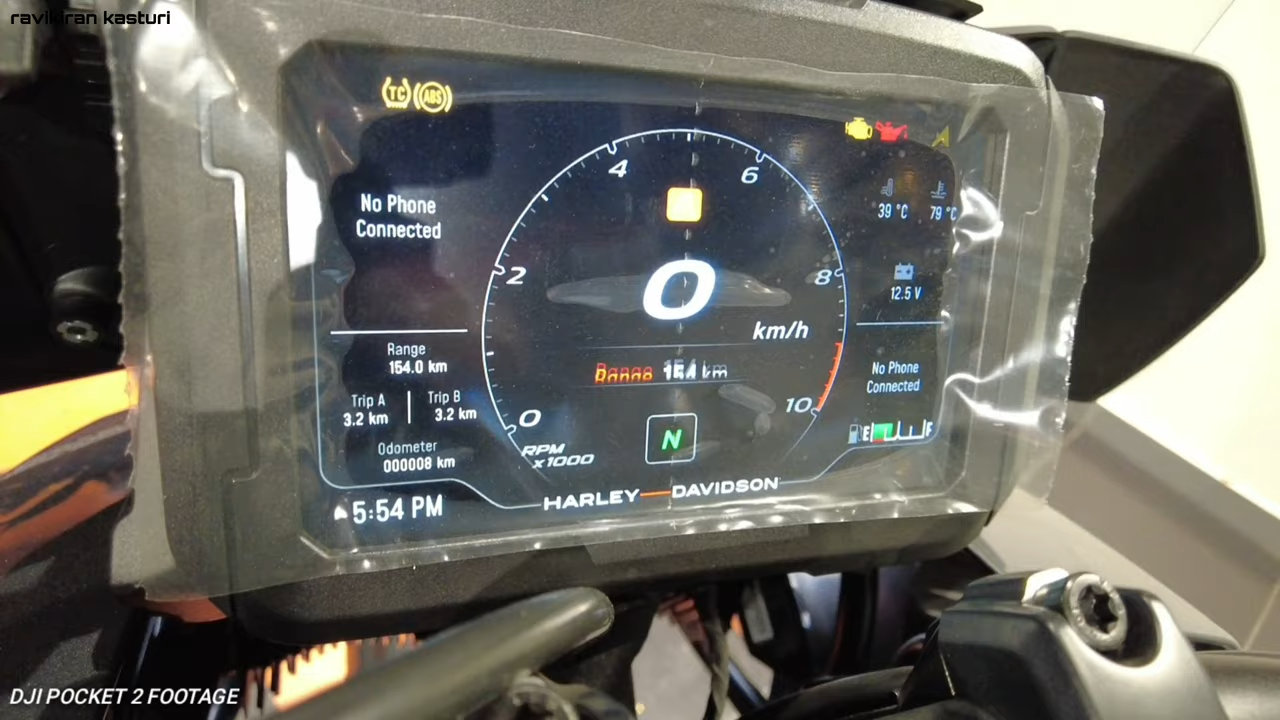 ravikiran kasturi
TC ABS
No Phone
Connected
4
6
39 °C 79 °C
2
0
8
12.5 V
km/h
Range
154.0 km
Range 154 km
No Phone
Connected
Trip A Trip B
3.2 km 3.2 km
0
10
N
E F
RPM
x1000
Odometer
000008 km
HARLEY-DAVIDSON
5:54 PM
DJI POCKET 2 FOOTAGE